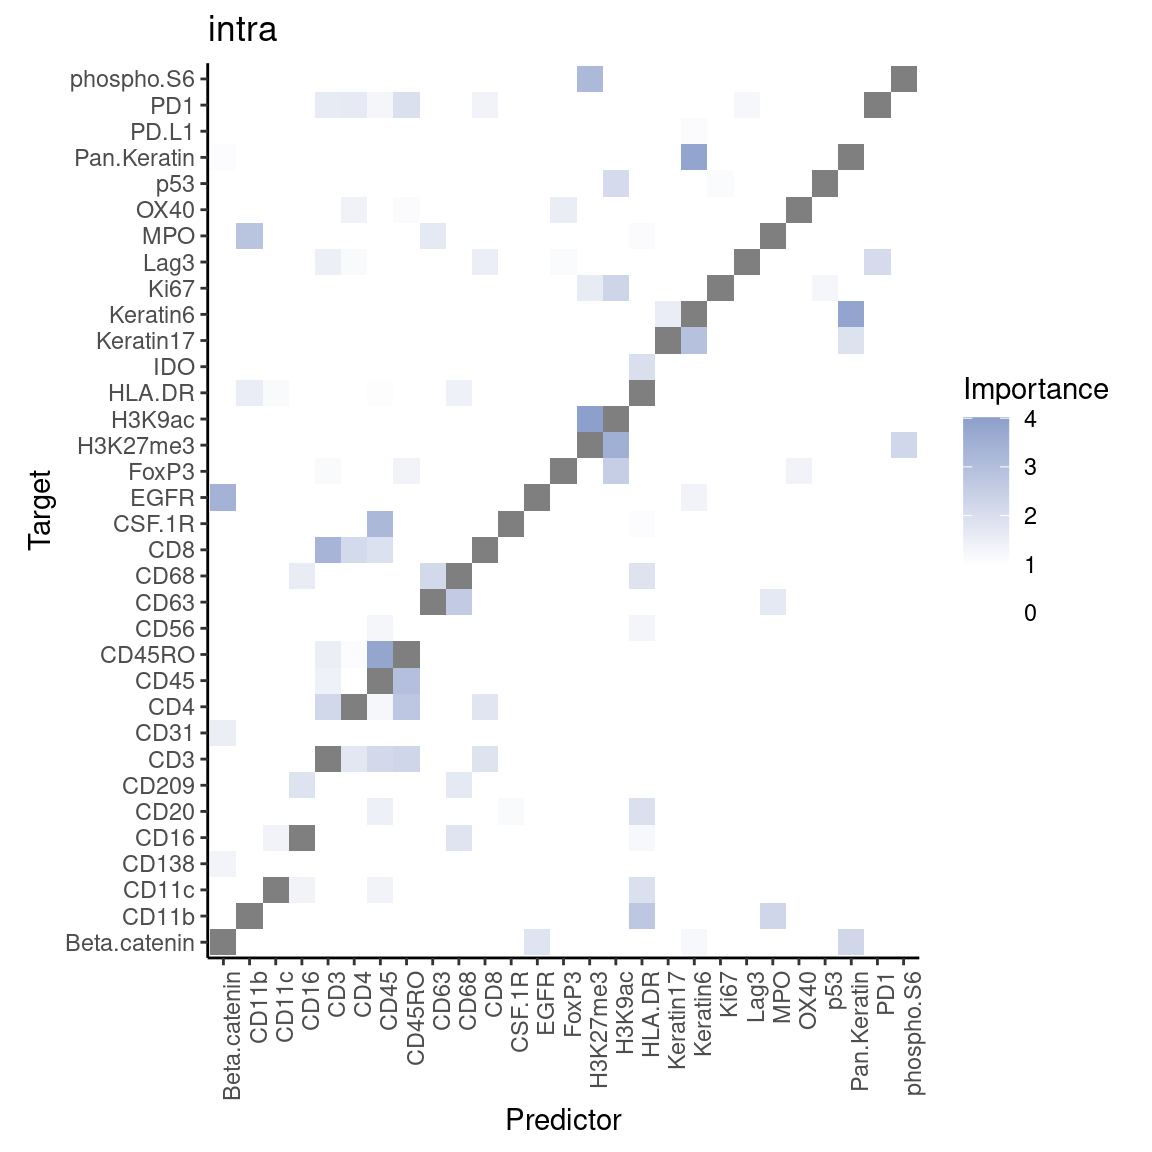 intra
phospho.S6
PD1
PD.L1
Pan.Keratin
p53
OX40
MPO
Lag3
Ki67
Keratin6
Keratin17
IDO
HLA.DR
H3K9ac
H3K27me3
FoxP3
EGFR
CSF.1R
CD8
CD68
CD63
CD56
CD45RO
CD45
CD4
CD31
CD3
CD209
CD20
CD16
CD138
CD11c
CD11b
Beta.catenin
Target
Beta.catenin
CD11b
CD11c
CD16
CD3
CD4
CD45
CD45RO
CD63
CD68
CD8
CSF.1R
EGFR
FoxP3
H3K27me3
H3K9ac
HLA.DR
Keratin17
Keratin6
Ki67
Lag3
MPO
OX40
p53
Pan.Keratin
PD1
phospho.S6
Predictor
Importance
4
3
2
1
0